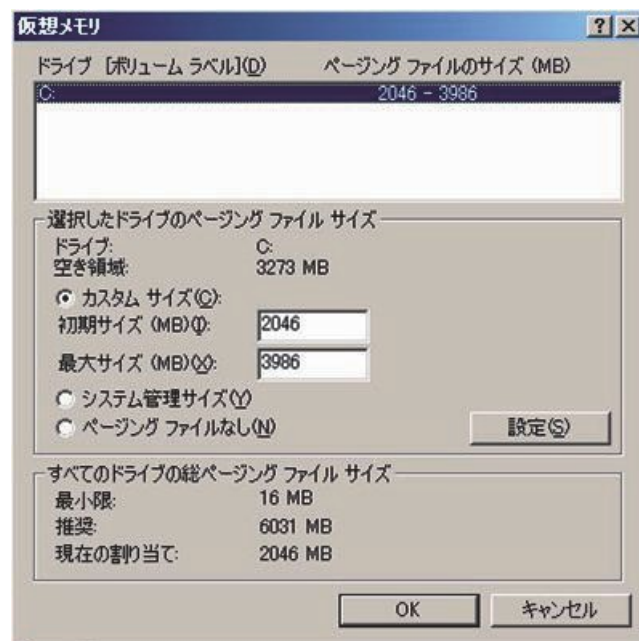 仮想メモリ
ドライブ [ボリューム ラベル](D) ページング ファイルのサイズ (MB)
C: 2046 - 3986
選択したドライブのページング ファイル サイズ
ドライブ: C:
空き領域: 3273 MB
カスタム サイズ(C):
初期サイズ (MB)(I): 2046
最大サイズ (MB)(X): 3986
システム管理サイズ(Y)
ページング ファイルなし(N)
設定(S)
すべてのドライブの総ページング ファイル サイズ
最小限: 16 MB
推奨: 6031 MB
現在の割り当て: 2046 MB
OK キャンセル